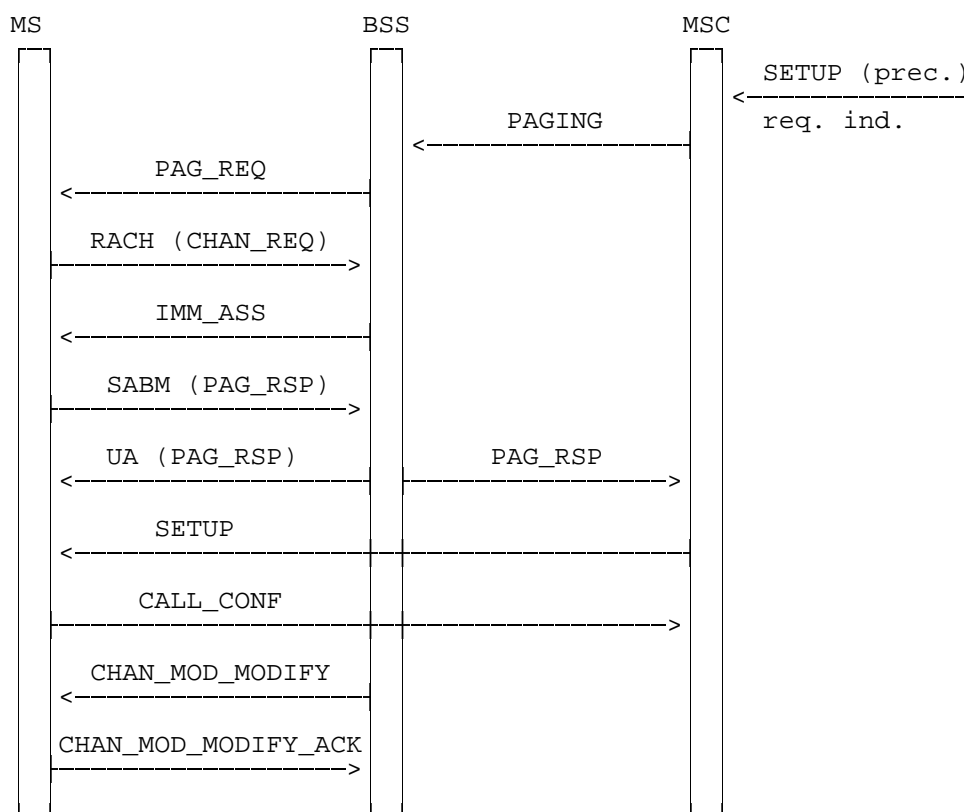 MS BSS MSC
SETUP (prec.)
req. ind.
PAGING
PAG_REQ
RACH (CHAN_REQ)
IMM_ASS
SABM (PAG_RSP)
UA (PAG_RSP) PAG_RSP
SETUP
CALL_CONF
CHAN_MOD_MODIFY
CHAN_MOD_MODIFY_ACK